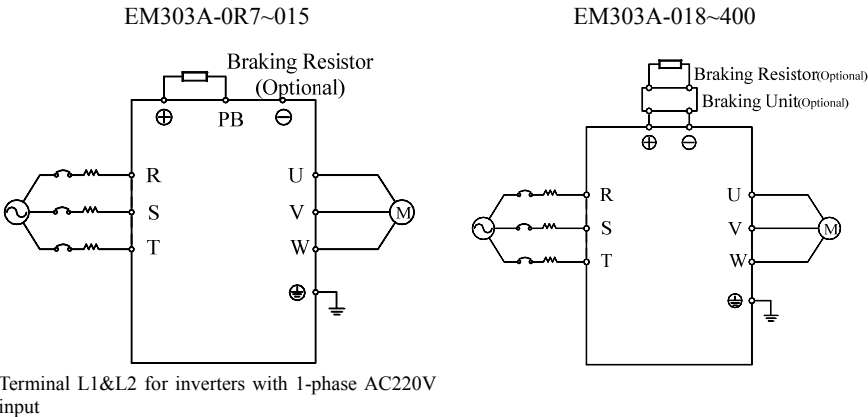 EM303A-0R7~015
Braking Resistor
(Optional)
⊕ PB ⊖
R
S
T
U
V
W
M
Terminal L1&L2 for inverters with 1-phase AC220V
input
EM303A-018~400
Braking Resistor(Optional)
Braking Unit(Optional)
⊕ ⊖
R
S
T
U
V
W
M